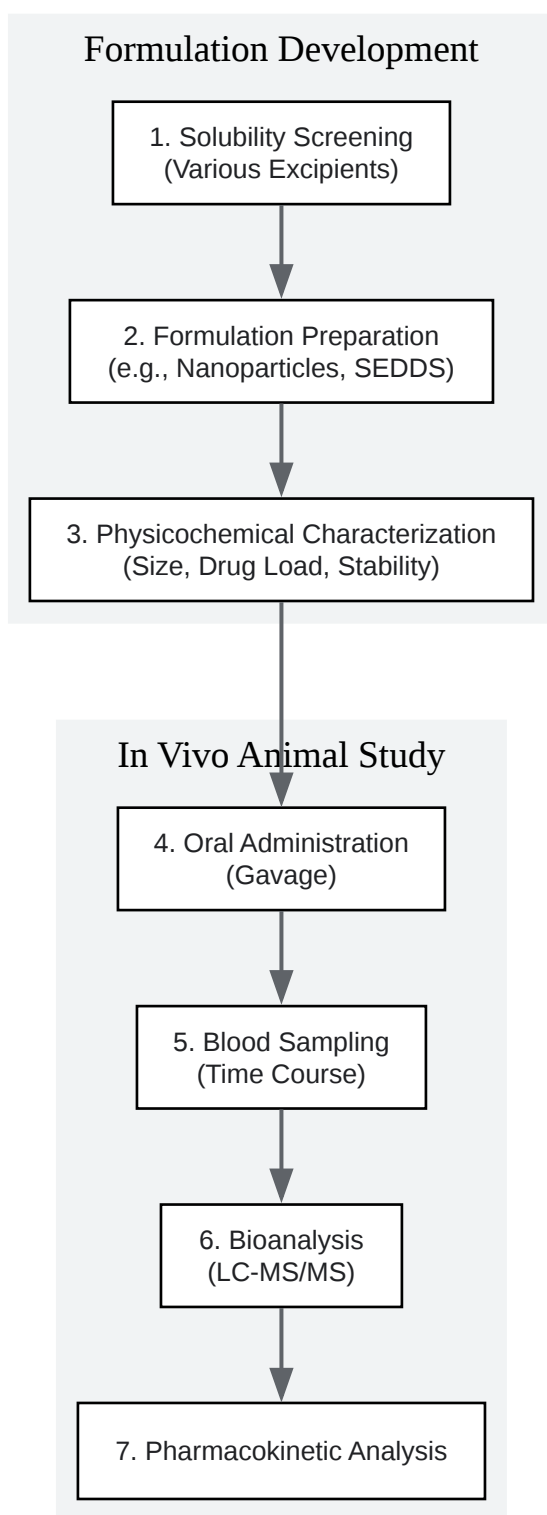 Formulation Development
1. Solubility Screening
(Various Excipients)
2. Formulation Preparation
(e.g., Nanoparticles, SEDDS)
3. Physicochemical Characterization
(Size, Drug Load, Stability)
In Vivo Animal Study
4. Oral Administration
(Gavage)
5. Blood Sampling
(Time Course)
6. Bioanalysis
(LC-MS/MS)
7. Pharmacokinetic Analysis